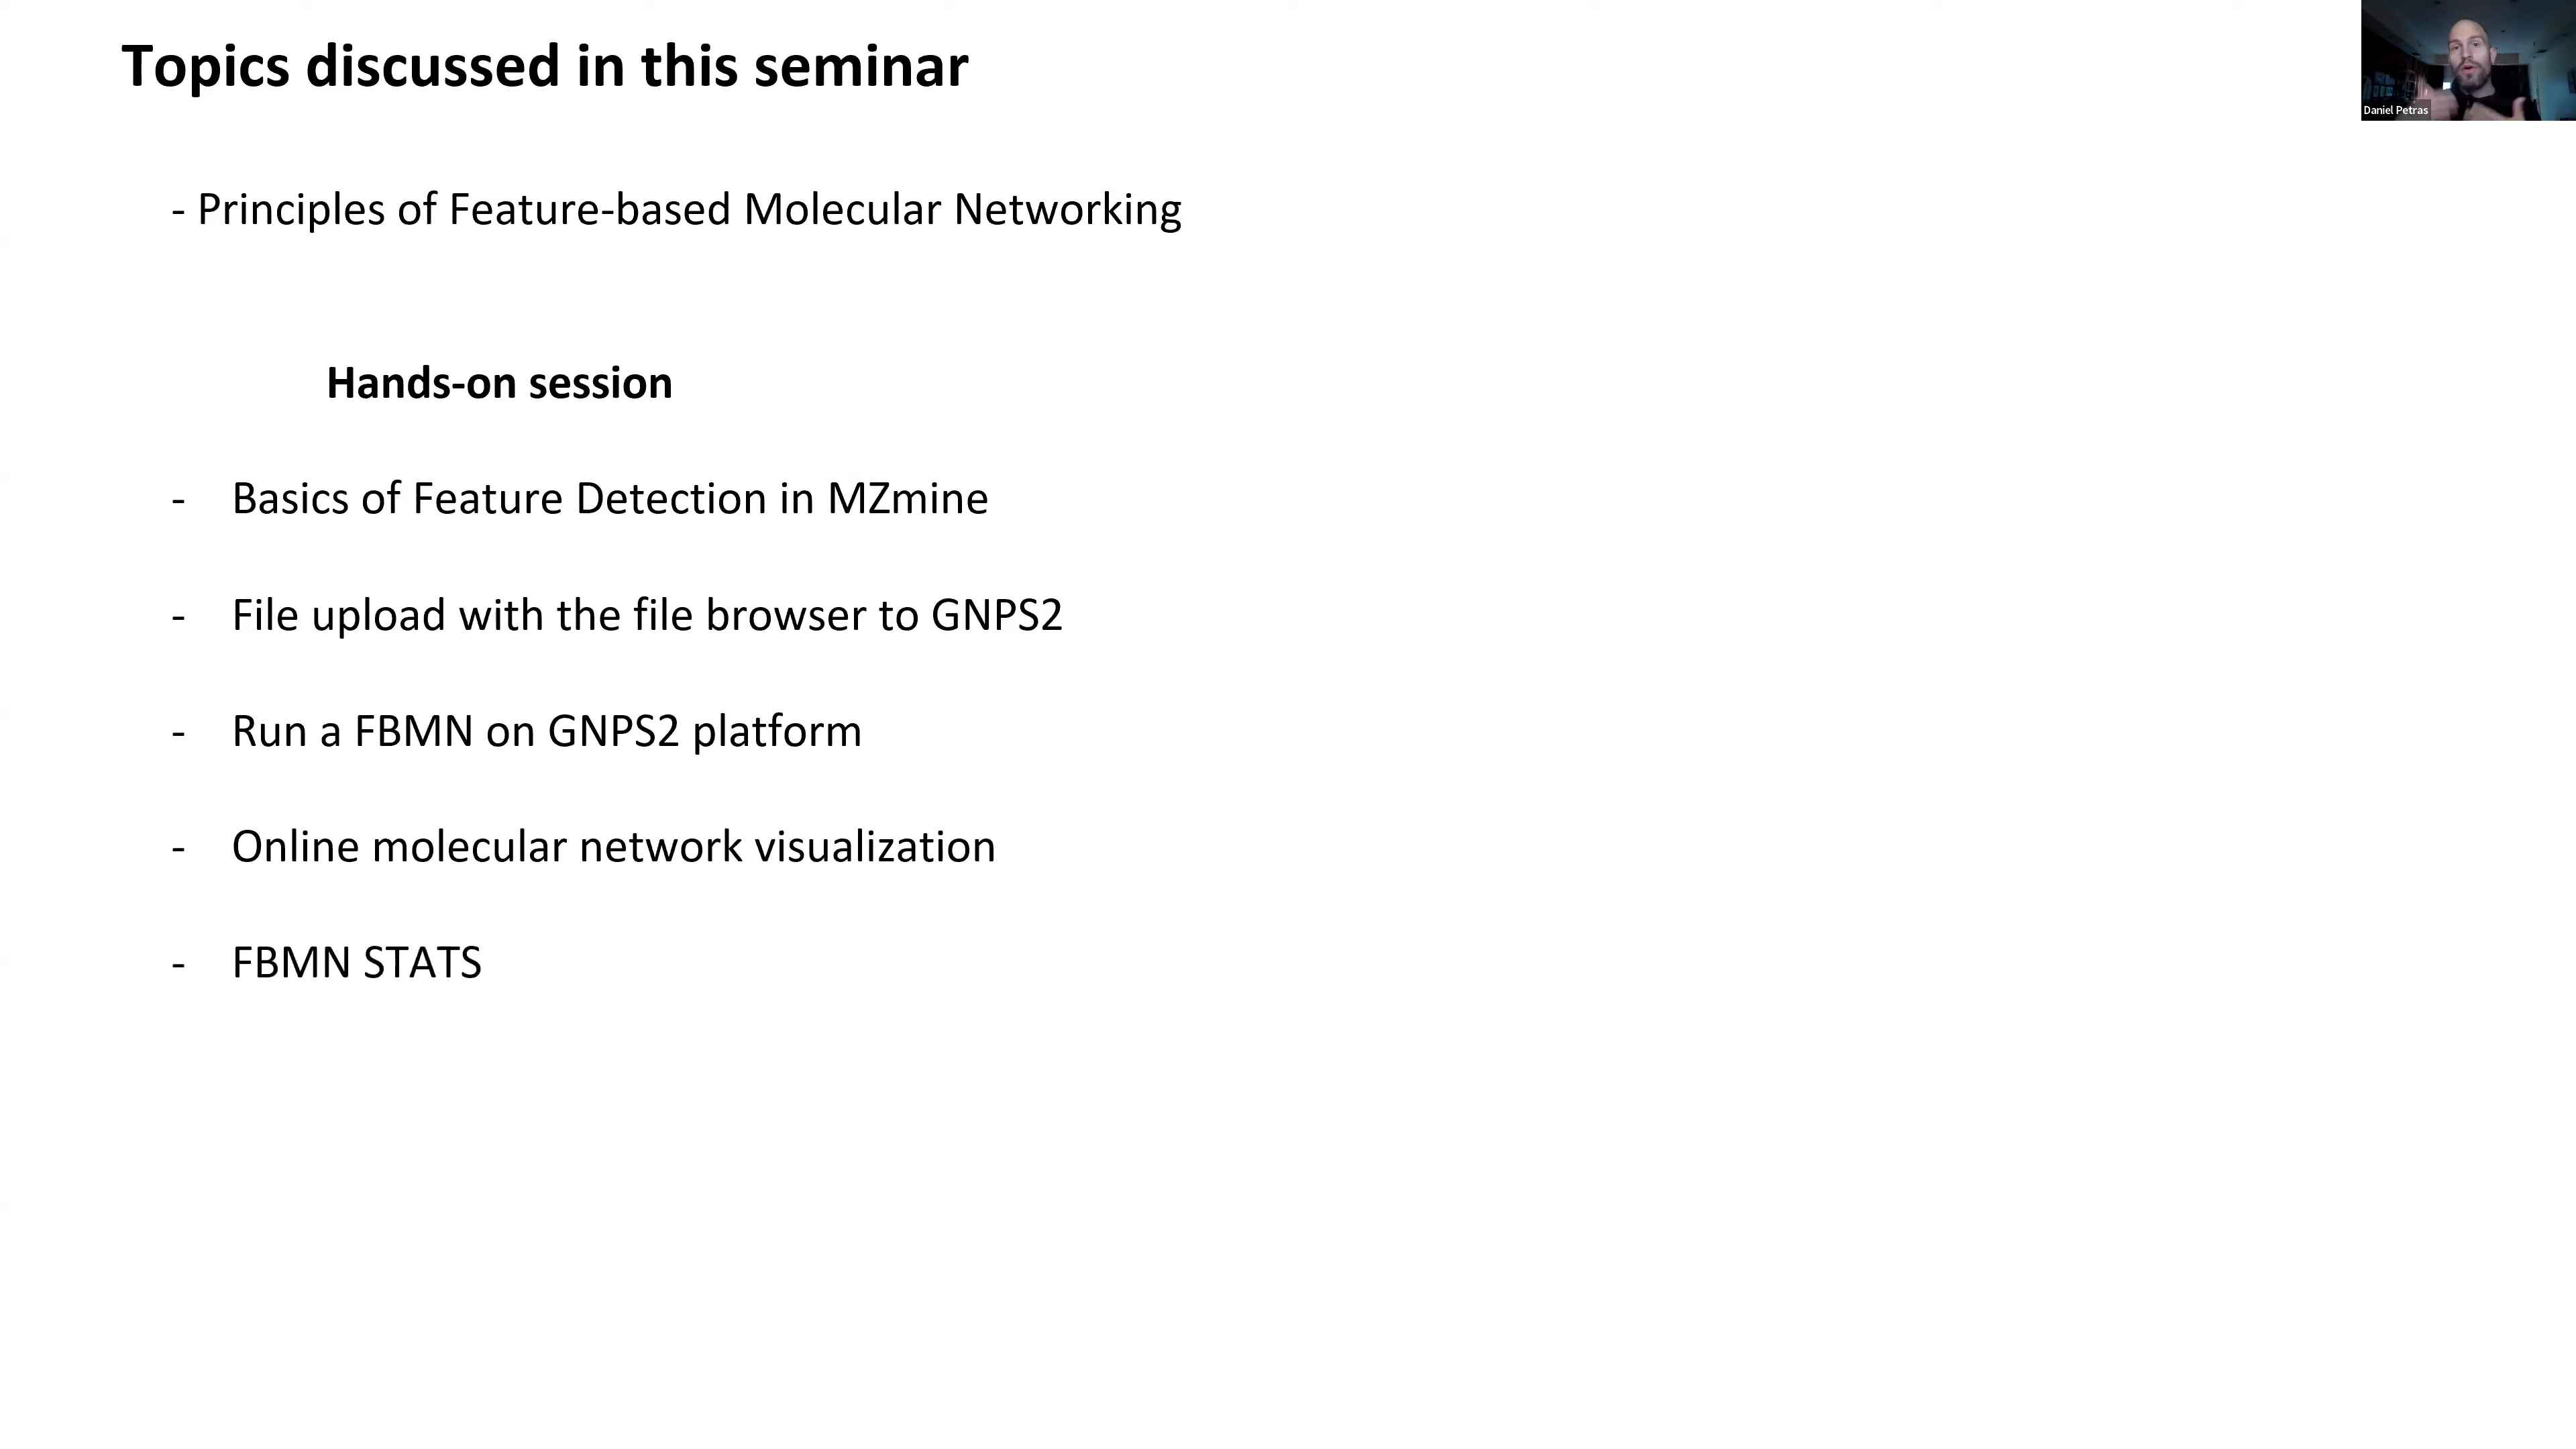 Topics discussed in this seminar
Daniel Petras
- Principles of Feature-based Molecular Networking
Hands-on session
- Basics of Feature Detection in MZmine
- File upload with the file browser to GNPS2
- Run a FBMN on GNPS2 platform
- Online molecular network visualization
- FBMN STATS